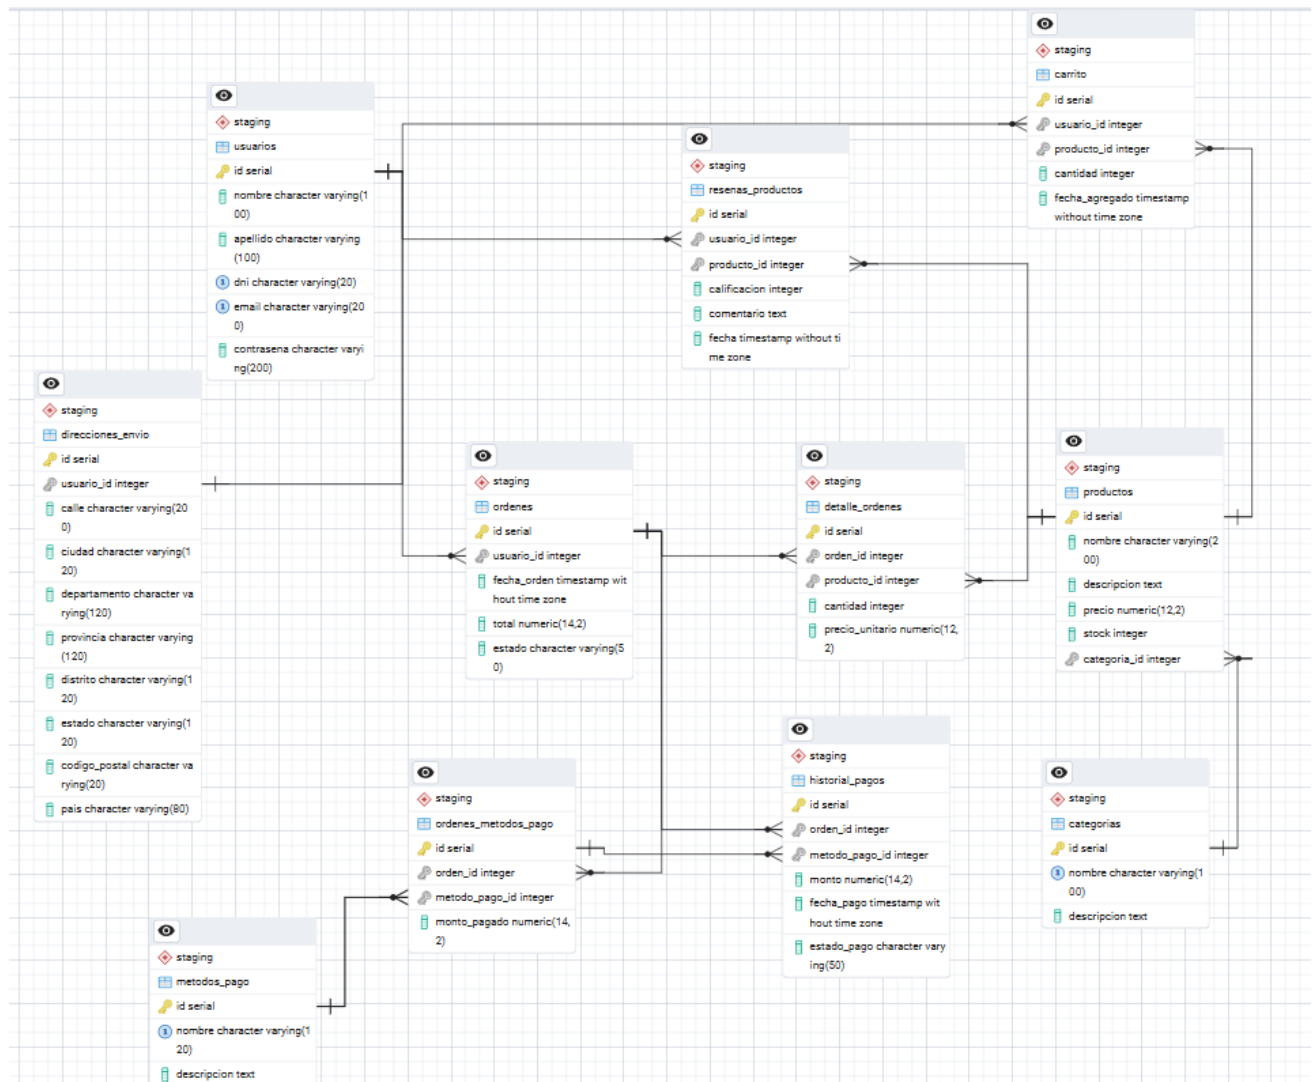 staging
carrito
id serial
usuario_id integer
producto_id integer
cantidad integer
fecha_agregado timestamp
without time zone
staging
usuarios
id serial
nombre character varying(1
00)
apellido character varying
(100)
dni character varying(20)
email character varying(20
0)
contrasena character varyi
ng(200)
staging
resenas_productos
id serial
usuario_id integer
producto_id integer
calificacion integer
comentario text
fecha timestamp without ti
me zone
staging
direcciones_envio
id serial
usuario_id integer
calle character varying(20
0)
ciudad character varying(1
20)
departamento character va
rying(120)
provincia character varying
(120)
distrito character varying(1
20)
estado character varying(1
20)
codigo_postal character va
rying(20)
pais character varying(80)
staging
ordenes
id serial
usuario_id integer
fecha_orden timestamp wit
hout time zone
total numeric(14,2)
estado character varying(5
0)
staging
detalle_ordenes
id serial
orden_id integer
producto_id integer
cantidad integer
precio_unitario numeric(12,
2)
staging
productos
id serial
nombre character varying(2
00)
descripcion text
precio numeric(12,2)
stock integer
categoria_id integer
staging
historial_pagos
id serial
orden_id integer
metodo_pago_id integer
monto numeric(14,2)
fecha_pago timestamp wit
hout time zone
estado_pago character vary
ing(50)
staging
ordenes_metodos_pago
id serial
orden_id integer
metodo_pago_id integer
monto_pagado numeric(14,
2)
staging
categorias
id serial
nombre character varying(1
00)
descripcion text
staging
metodos_pago
id serial
nombre character varying(1
20)
descripcion text